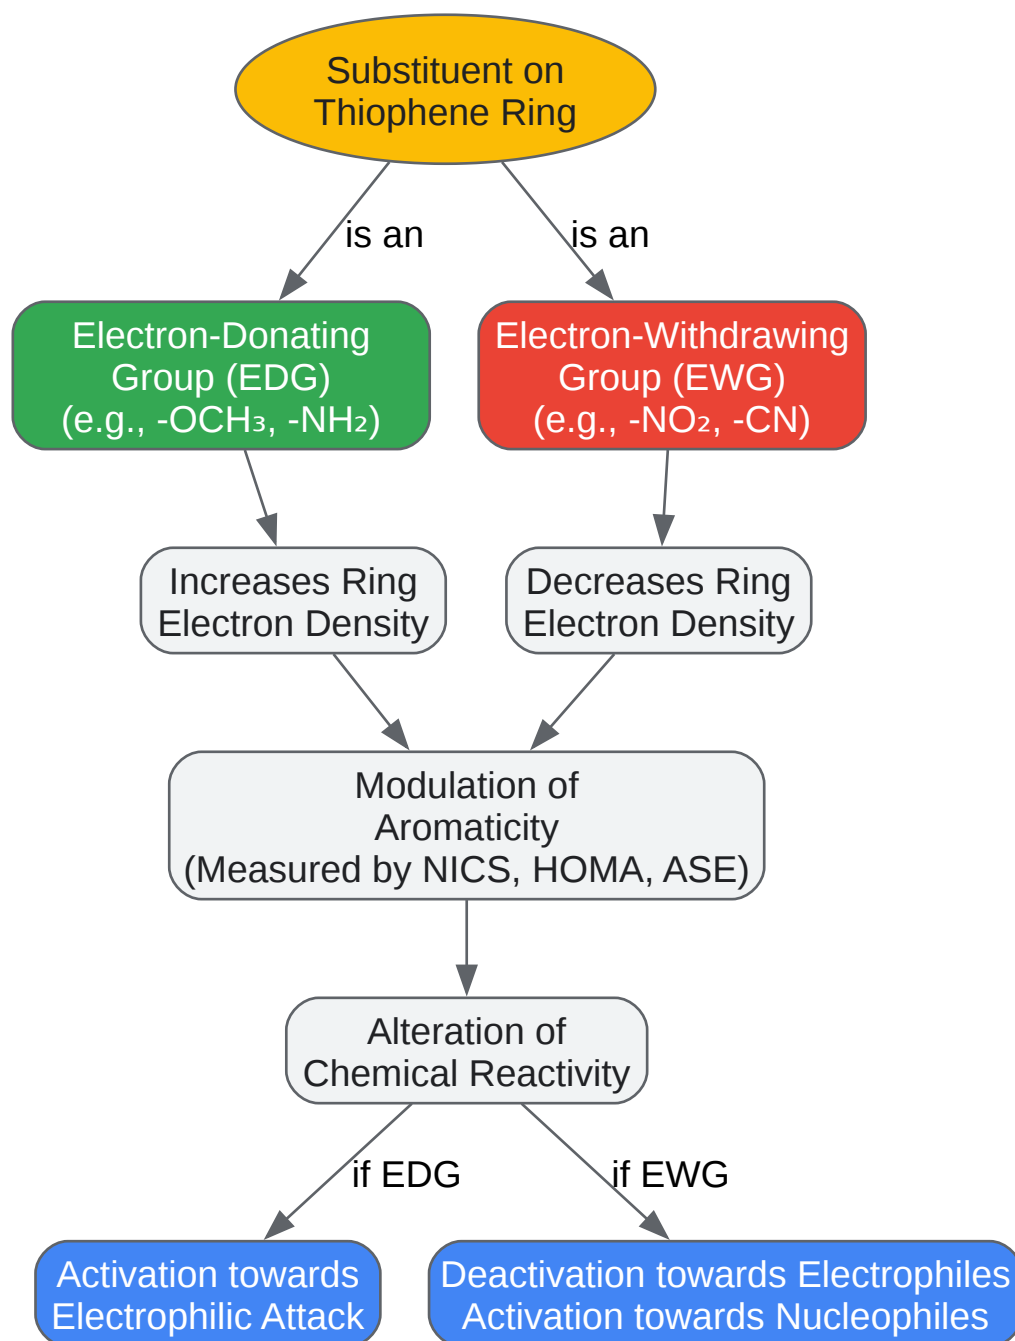 Substituent on
Thiophene Ring
is an
is an
Electron-Donating
Group (EDG)
(e.g., -OCH₃, -NH₂)
Electron-Withdrawing
Group (EWG)
(e.g., -NO₂, -CN)
Increases Ring
Electron Density
Decreases Ring
Electron Density
Modulation of
Aromaticity
(Measured by NICS, HOMA, ASE)
Alteration of
Chemical Reactivity
if EDG
if EWG
Activation towards
Electrophilic Attack
Deactivation towards Electrophiles
Activation towards Nucleophiles